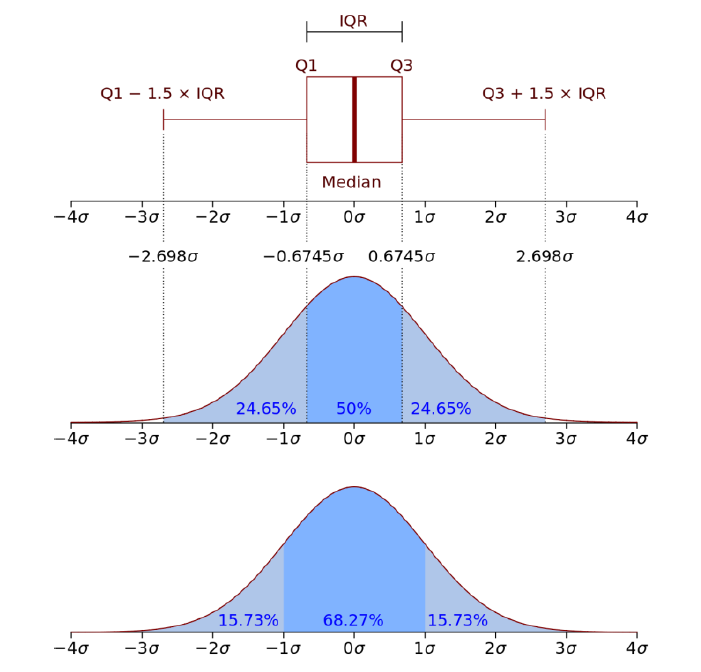 IQR
Q1 Q3
Q1 − 1.5 × IQR Q3 + 1.5 × IQR
Median
−4σ −3σ −2σ −1σ 0σ 1σ 2σ 3σ 4σ
−2.698σ −0.6745σ 0.6745σ 2.698σ
24.65% 50% 24.65%
−4σ −3σ −2σ −1σ 0σ 1σ 2σ 3σ 4σ
15.73% 68.27% 15.73%
−4σ −3σ −2σ −1σ 0σ 1σ 2σ 3σ 4σ